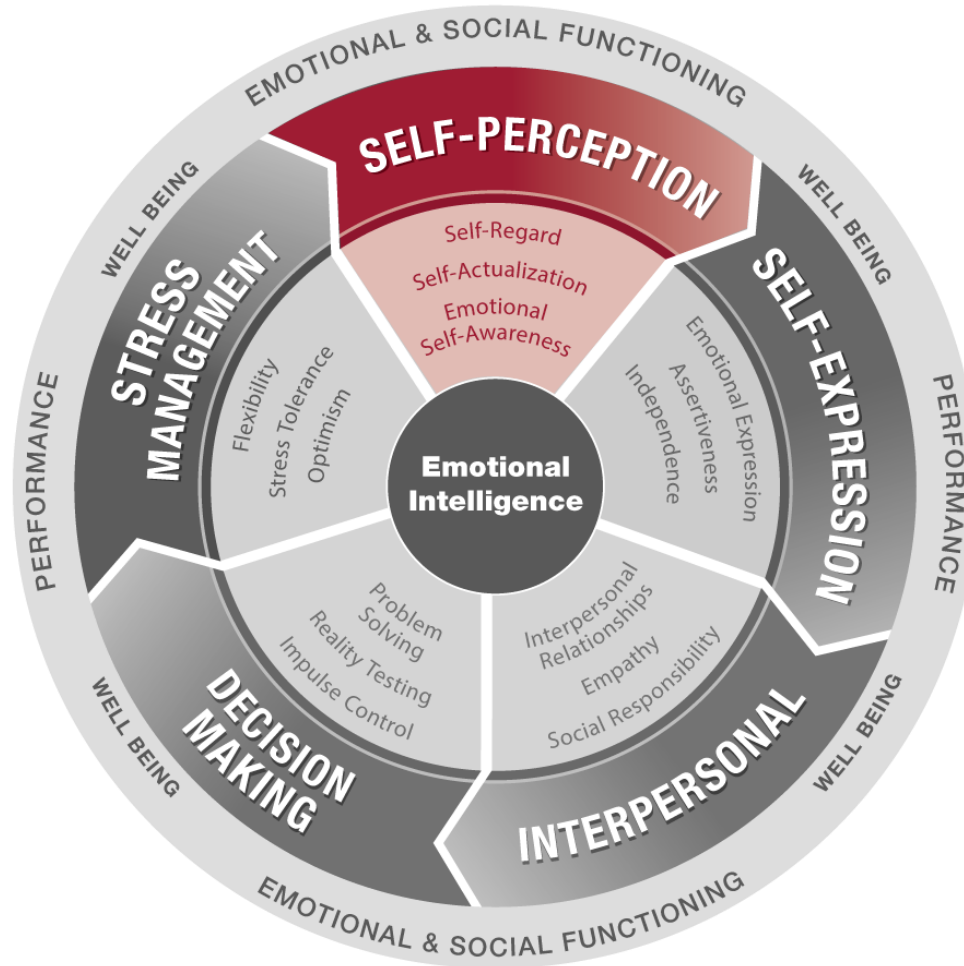 EMOTIONAL & SOCIAL FUNCTIONING
WELL BEING
WELL BEING
PERFORMANCE
PERFORMANCE
WELL BEING
WELL BEING
EMOTIONAL & SOCIAL FUNCTIONING
SELF-PERCEPTION
Self-Regard
Self-Actualization
Emotional
Self-Awareness
SELF-EXPRESSION
Emotional Expression
Assertiveness
Independence
INTERPERSONAL
Interpersonal
Relationships
Empathy
Social Responsibility
DECISION
MAKING
Problem
Solving
Reality Testing
Impulse Control
STRESS
MANAGEMENT
Flexibility
Stress Tolerance
Optimism
Emotional
Intelligence